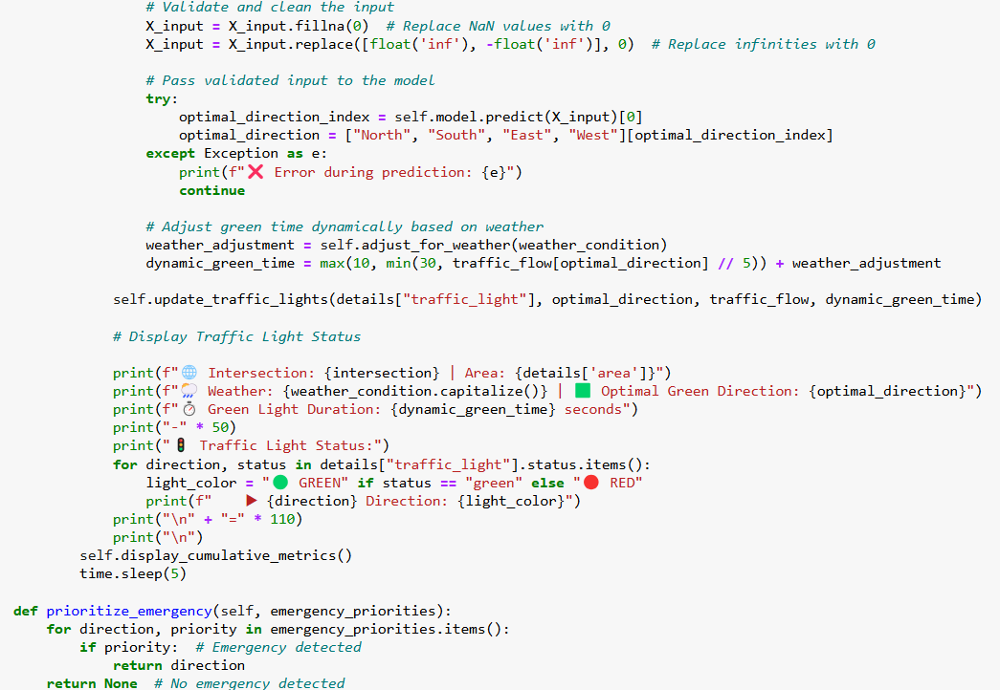 # Validate and clean the input
X_input = X_input.fillna(0)  # Replace NaN values with 0
X_input = X_input.replace([float('inf'), -float('inf')], 0)  # Replace infinities with 0
# Pass validated input to the model
try:
optimal_direction_index = self.model.predict(X_input)[0]
optimal_direction = ["North", "South", "East", "West"][optimal_direction_index]
except Exception as e:
print(f"❌ Error during prediction: {e}")
continue
# Adjust green time dynamically based on weather
weather_adjustment = self.adjust_for_weather(weather_condition)
dynamic_green_time = max(10, min(30, traffic_flow[optimal_direction] // 5)) + weather_adjustment
self.update_traffic_lights(details["traffic_light"], optimal_direction, traffic_flow, dynamic_green_time)
# Display Traffic Light Status
print(f"🌐 Intersection: {intersection} | Area: {details['area']}")
print(f"🌦 Weather: {weather_condition.capitalize()} | 🟩 Optimal Green Direction: {optimal_direction}")
print(f"⏱ Green Light Duration: {dynamic_green_time} seconds")
print("-" * 50)
print("🚦 Traffic Light Status:")
for direction, status in details["traffic_light"].status.items():
light_color = "🟢 GREEN" if status == "green" else "🔴 RED"
print(f"    ▶ {direction} Direction: {light_color}")
print("\n" + "=" * 110)
print("\n")
self.display_cumulative_metrics()
time.sleep(5)
def prioritize_emergency(self, emergency_priorities):
for direction, priority in emergency_priorities.items():
if priority:  # Emergency detected
return direction
return None  # No emergency detected